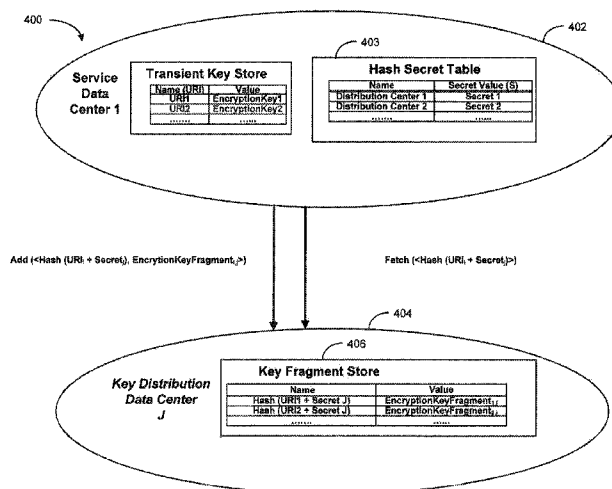 400
402
403
Service
Data
Center 1
Transient Key Store
Name (URI) Value
URI1 EncryptionKey1
URI2 EncryptionKey2
........ ......
Hash Secret Table
Name Secret Value (S)
Distribution Center 1 Secret 1
Distribution Center 2 Secret 2
........ ......
Add (<Hash (URIi + Secretj), EncrytionKeyFragmenti,j>)
Fetch (<Hash (URIi + Secretj)>)
404
406
Key Distribution
Data Center
J
Key Fragment Store
Name Value
Hash (URI1 + Secret J)
Hash (URI2 + Secret J)
........ ......